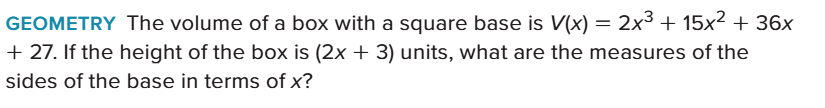 GEOMETRY The volume of a box with a square base is V(x) = 2x³ + 15x² + 36x
+ 27. If the height of the box is (2x + 3) units, what are the measures of the
sides of the base in terms of x?